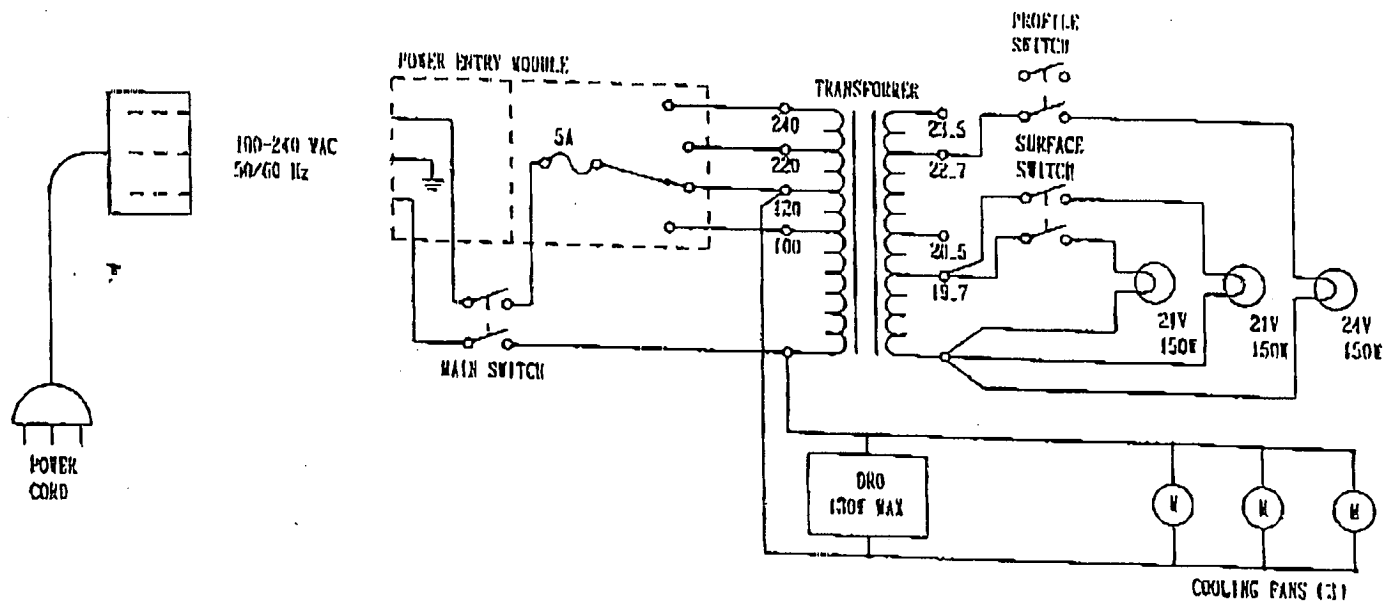 PROFILE
SWITCH
POWER ENTRY MODULE
TRANSFORMER
100-240 VAC
50/60 Hz
5A
240
220
120
100
23.5
22.7
20.5
19.7
SURFACE
SWITCH
21V
150W
21V
150W
24V
150W
MAIN SWITCH
POWER
CORD
DRO
130W MAX
M
M
M
COOLING FANS (3)